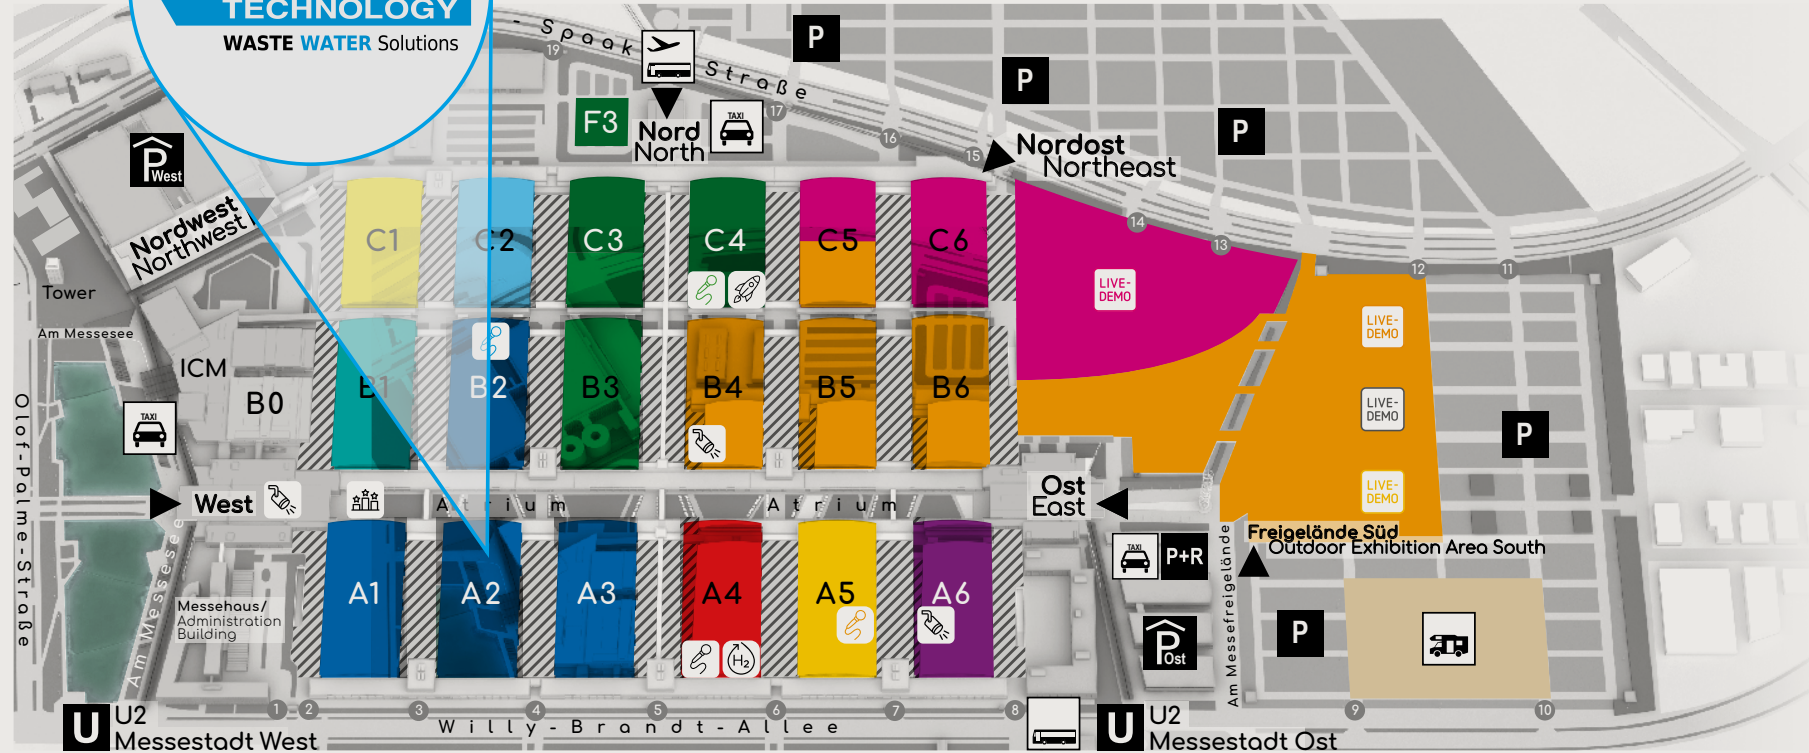 TECHNOLOGY
WASTE WATER Solutions
- Spaak
Straße
19
17
16
15
14
13
12
11
P
P
P
F3
Nord
North
TAXI
Nordost
Northeast
P
West
Nordwest
Northwest
C1
C2
C3
C4
C5
C6
LIVE-
DEMO
LIVE-
DEMO
Tower
Am Messesee
ICM
B0
B1
B2
B3
B4
B5
B6
LIVE-
DEMO
P
TAXI
Olof-Palme-Straße
West
Atrium
Atrium
Ost
East
LIVE-
DEMO
Freigelände Süd
Outdoor Exhibition Area South
TAXI
P+R
Am Messesee
A1
A2
A3
A4
A5
A6
H2
Messehaus/
Administration
Building
Am Messefreigelände
P
Ost
P
1
2
3
4
5
6
7
8
9
10
Willy-Brandt-Allee
U
U2
Messestadt West
U
U2
Messestadt Ost